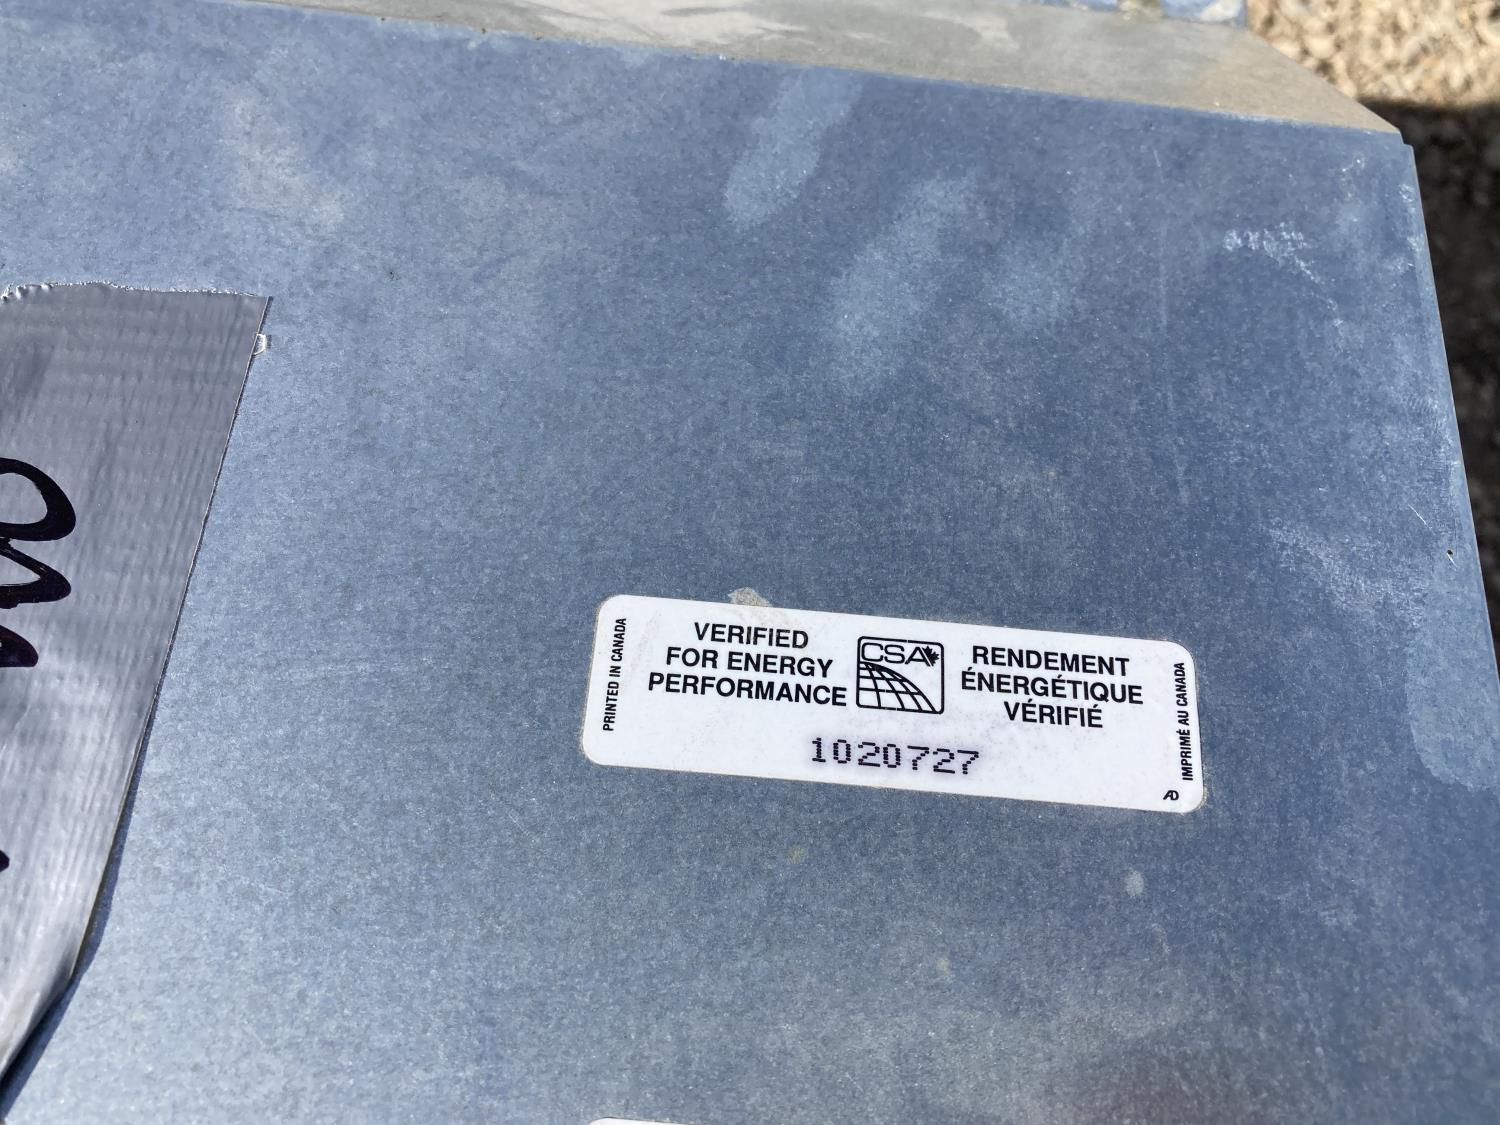 PRINTED IN CANADA
VERIFIED
FOR ENERGY
PERFORMANCE
CSA
RENDEMENT
ÉNERGÉTIQUE
VÉRIFIÉ
1020727
IMPRIMÉ AU CANADA
AD